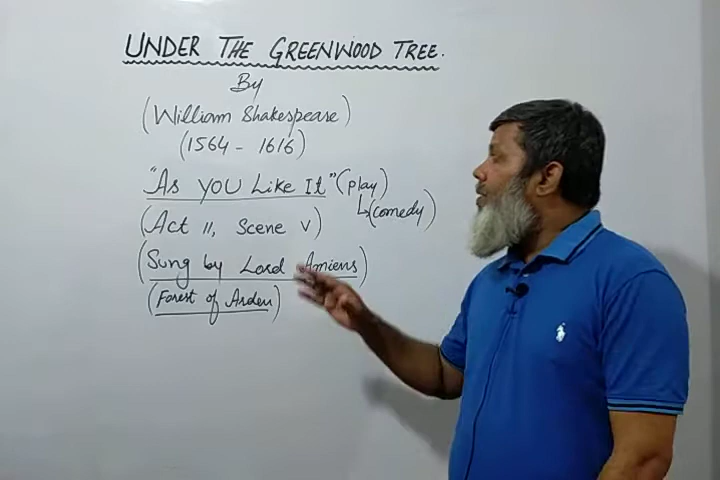 UNDER THE GREENWOOD TREE.
By
(William Shakespease)
(1564 - 1616)
"As YOU Like It" (play)
↳(comedy)
(Act II, Scene V)
(Sung by Lord Amiens)
(Forest of Arden)